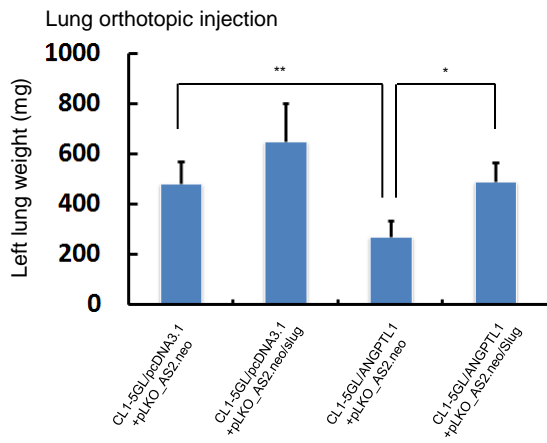 Lung orthotopic injection
Left lung weight (mg)
1000
800
600
400
200
0
**
*
CL1-5GL/pcDNA3.1
+pLKO_AS2.neo
CL1-5GL/pcDNA3.1
+pLKO_AS2.neo/slug
CL1-5GL/ANGPTL1
+pLKO_AS2.neo
CL1-5GL/ANGPTL1
+pLKO_AS2.neo/Slug